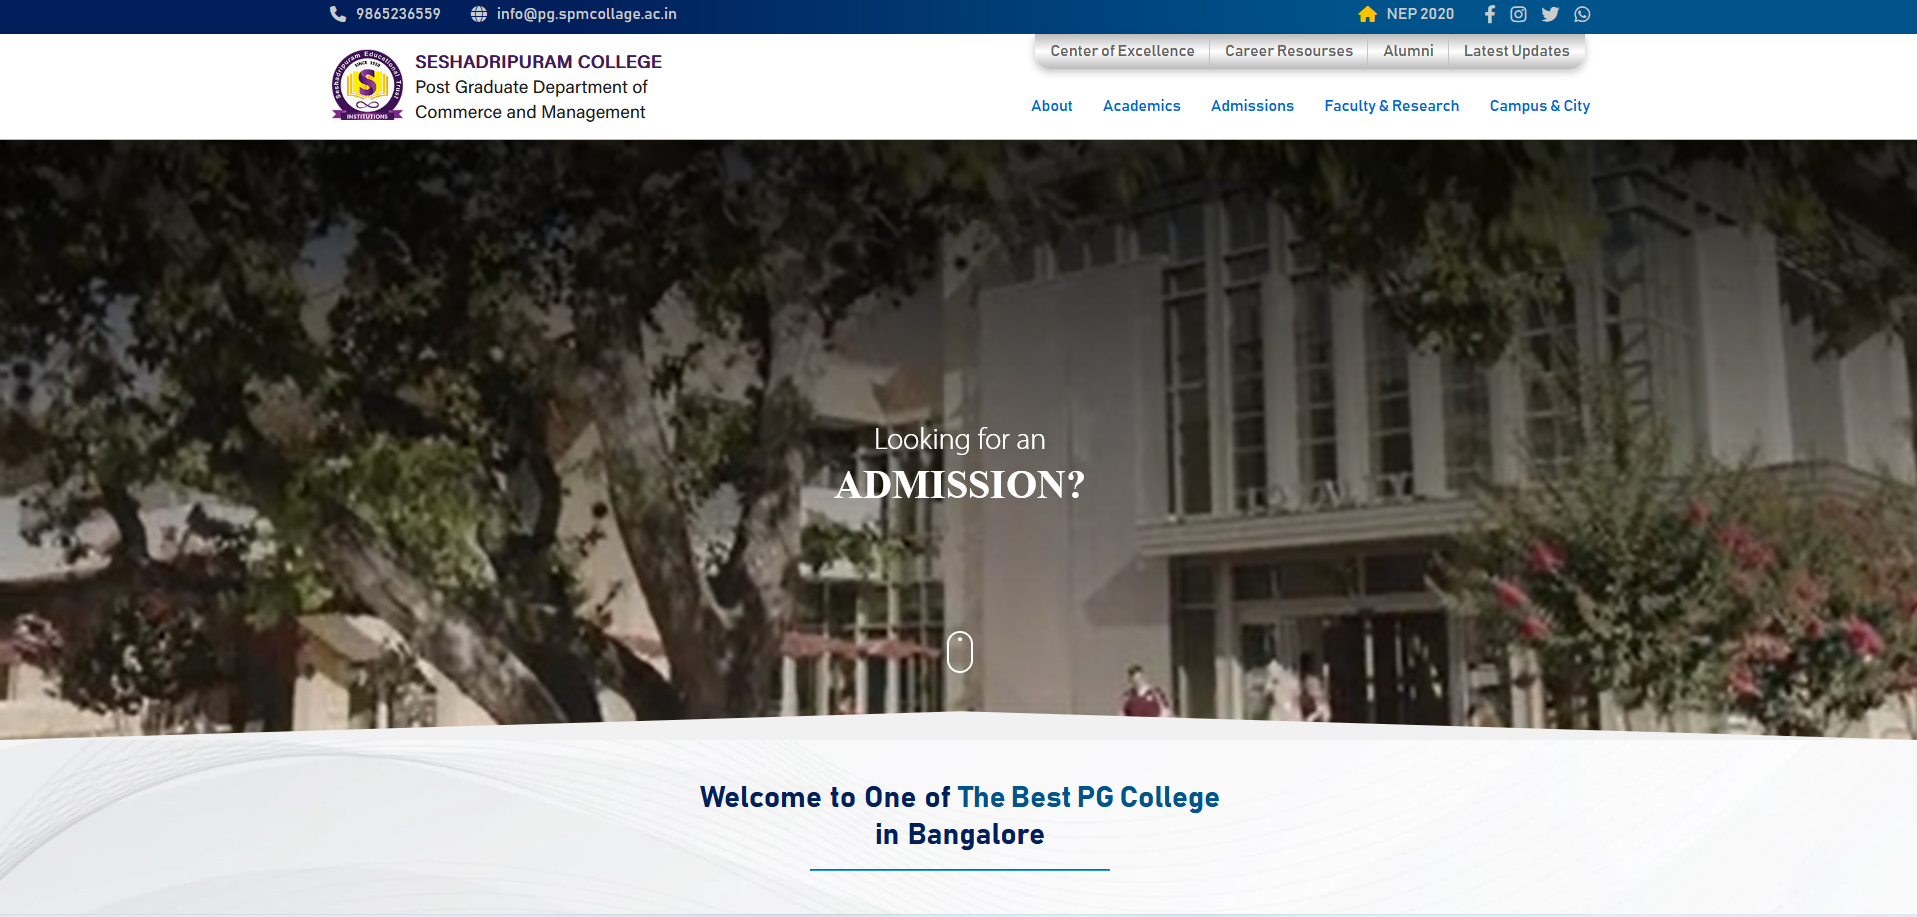 9865236559 info@pg.spmcollage.ac.in NEP 2020
Center of Excellence Career Resourses Alumni Latest Updates
Seshadripuram Educational Trust
SINCE 1930
S
INSTITUTIONS
SESHADRIPURAM COLLEGE
Post Graduate Department of
Commerce and Management
About Academics Admissions Faculty & Research Campus & City
Looking for an
ADMISSION?
Welcome to One of The Best PG College
in Bangalore